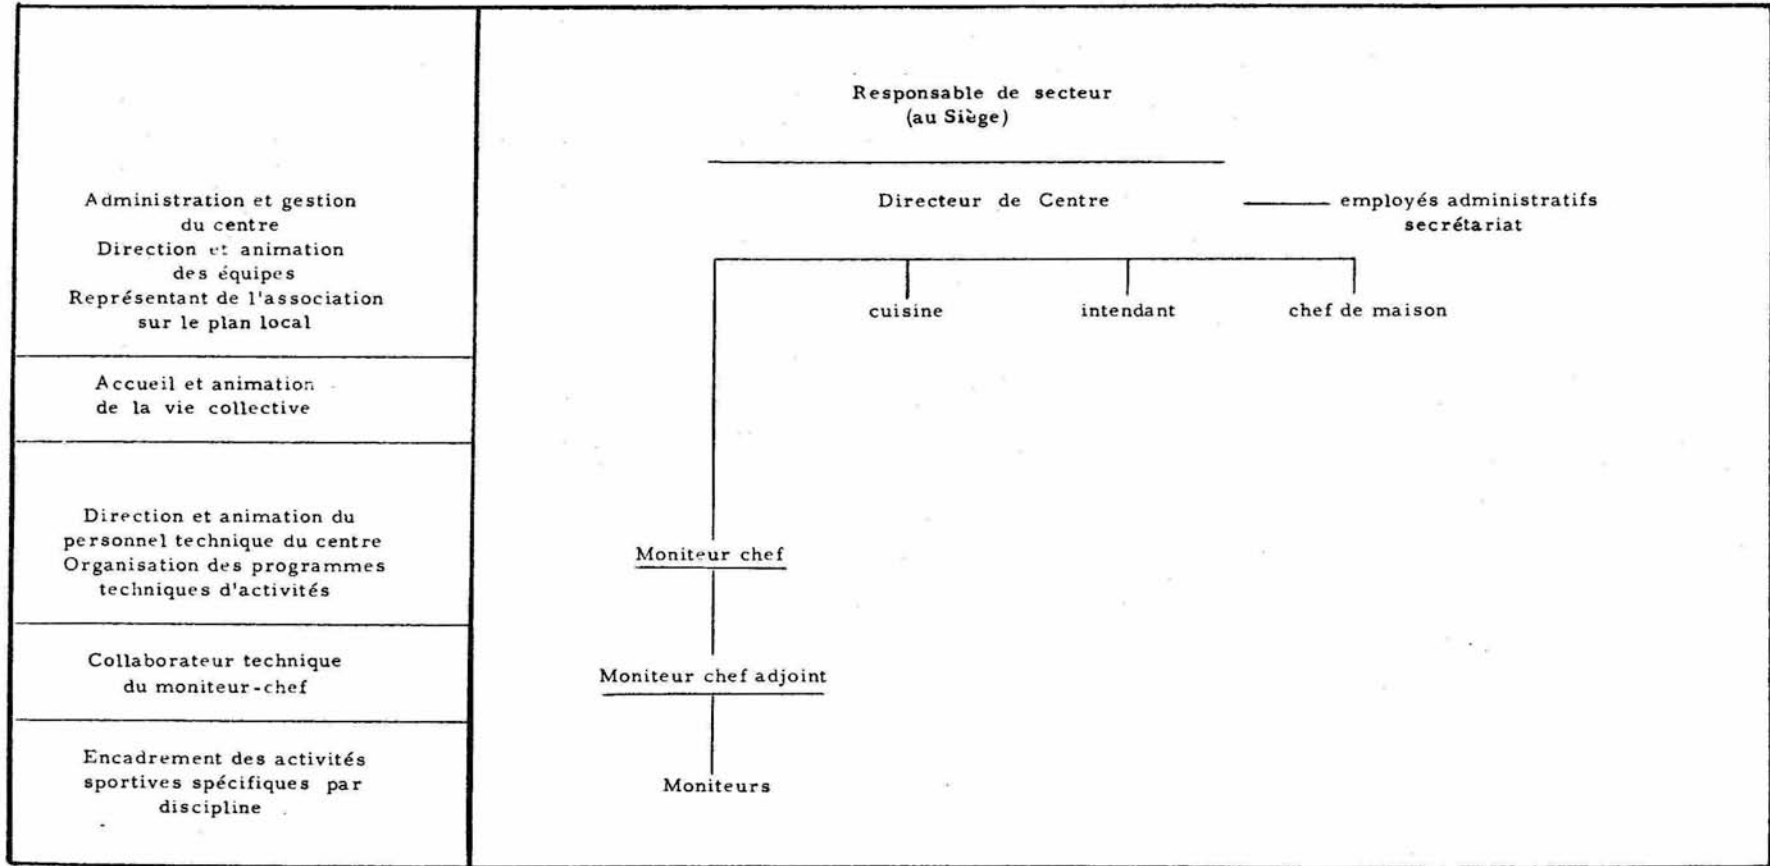 Responsable de secteur
(au Siège)
Administration et gestion
du centre
Direction et animation
des équipes
Représentant de l'association
sur le plan local
Directeur de Centre
employés administratifs
secrétariat
cuisine
intendant
chef de maison
Accueil et animation
de la vie collective
Direction et animation du
personnel technique du centre
Organisation des programmes
techniques d'activités
Moniteur chef
Collaborateur technique
du moniteur-chef
Moniteur chef adjoint
Encadrement des activités
sportives spécifiques par
discipline
Moniteurs